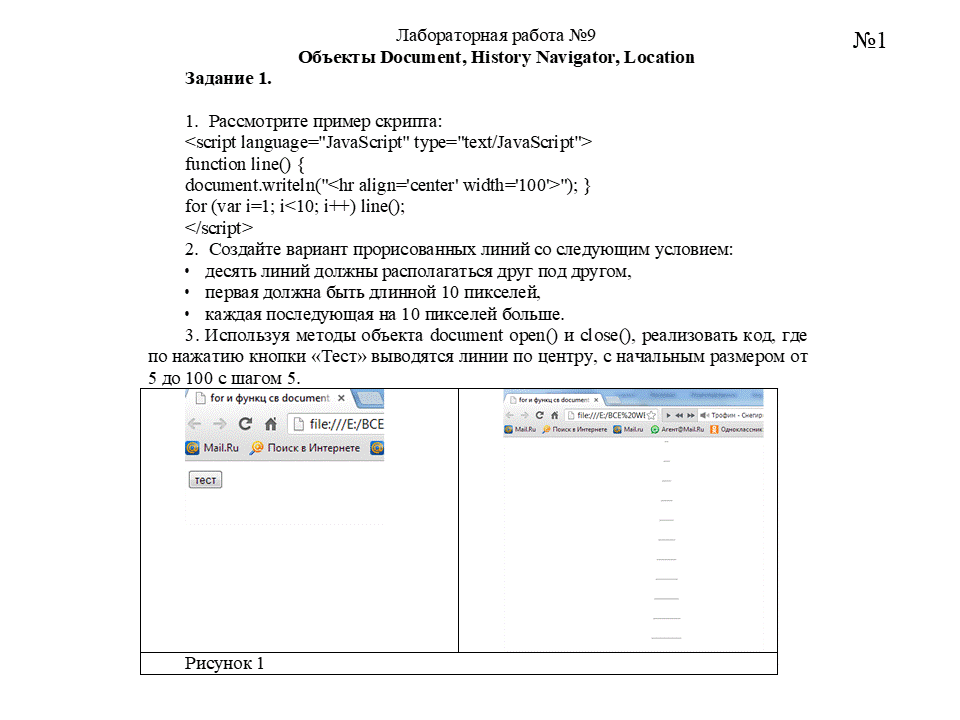 Лабораторная работа №9
№1
Объекты Document, History Navigator, Location
Задание 1.
1. Рассмотрите пример скрипта:
<script language="JavaScript" type="text/JavaScript">
function line() {
document.writeln("<hr align='center' width='100'>"); }
for (var i=1; i<10; i++) line();
</script>
2. Создайте вариант прорисованных линий со следующим условием:
• десять линий должны располагаться друг под другом,
• первая должна быть длинной 10 пикселей,
• каждая последующая на 10 пикселей больше.
3. Используя методы объекта document open() и close(), реализовать код, где
по нажатию кнопки «Тест» выводятся линии по центру, с начальным размером от
5 до 100 с шагом 5.
for и функц св document
file:///E:/ВСЕ
Mail.Ru Поиск в Интернете
тест
for и функц св document
file:///E:/ВСЕ%20W Трофим - Снегир
Mail.Ru Поиск в Интернете Mail.ru Агент@Mail.Ru Одноклассник
Рисунок 1